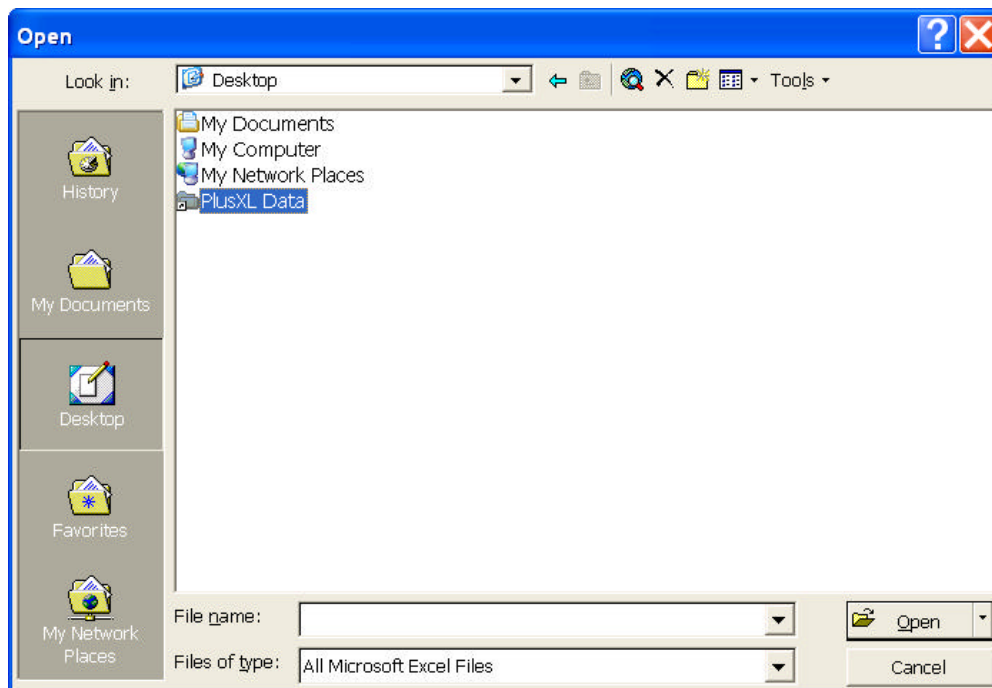 Open
Look in:
Desktop
Tools
My Documents
My Computer
My Network Places
PlusXL Data
History
My Documents
Desktop
Favorites
My Network
Places
File name:
Open
Files of type:
All Microsoft Excel Files
Cancel